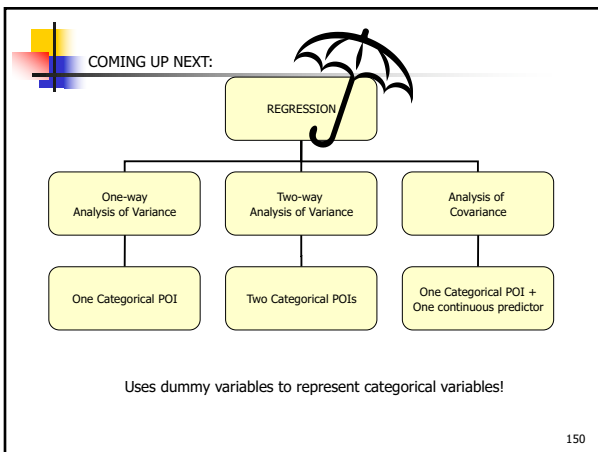 COMING UP NEXT:
REGRESSION
One-way
Analysis of Variance
Two-way
Analysis of Variance
Analysis of
Covariance
One Categorical POI
Two Categorical POIs
One Categorical POI +
One continuous predictor
Uses dummy variables to represent categorical variables!
150